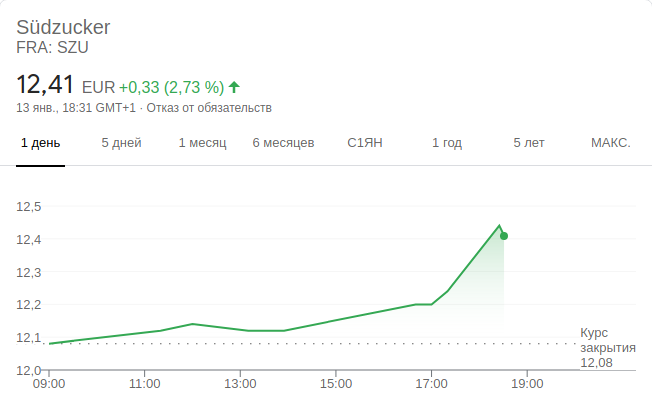 Südzucker
FRA: SZU
12,41 EUR +0,33 (2,73 %)
13 янв., 18:31 GMT+1 · Отказ от обязательств
1 день 5 дней 1 месяц 6 месяцев С1ЯН 1 год 5 лет МАКС.
12,5
12,4
12,3
12,2
12,1
Курс
закрытия
12,08
12,0
09:00 11:00 13:00 15:00 17:00 19:00